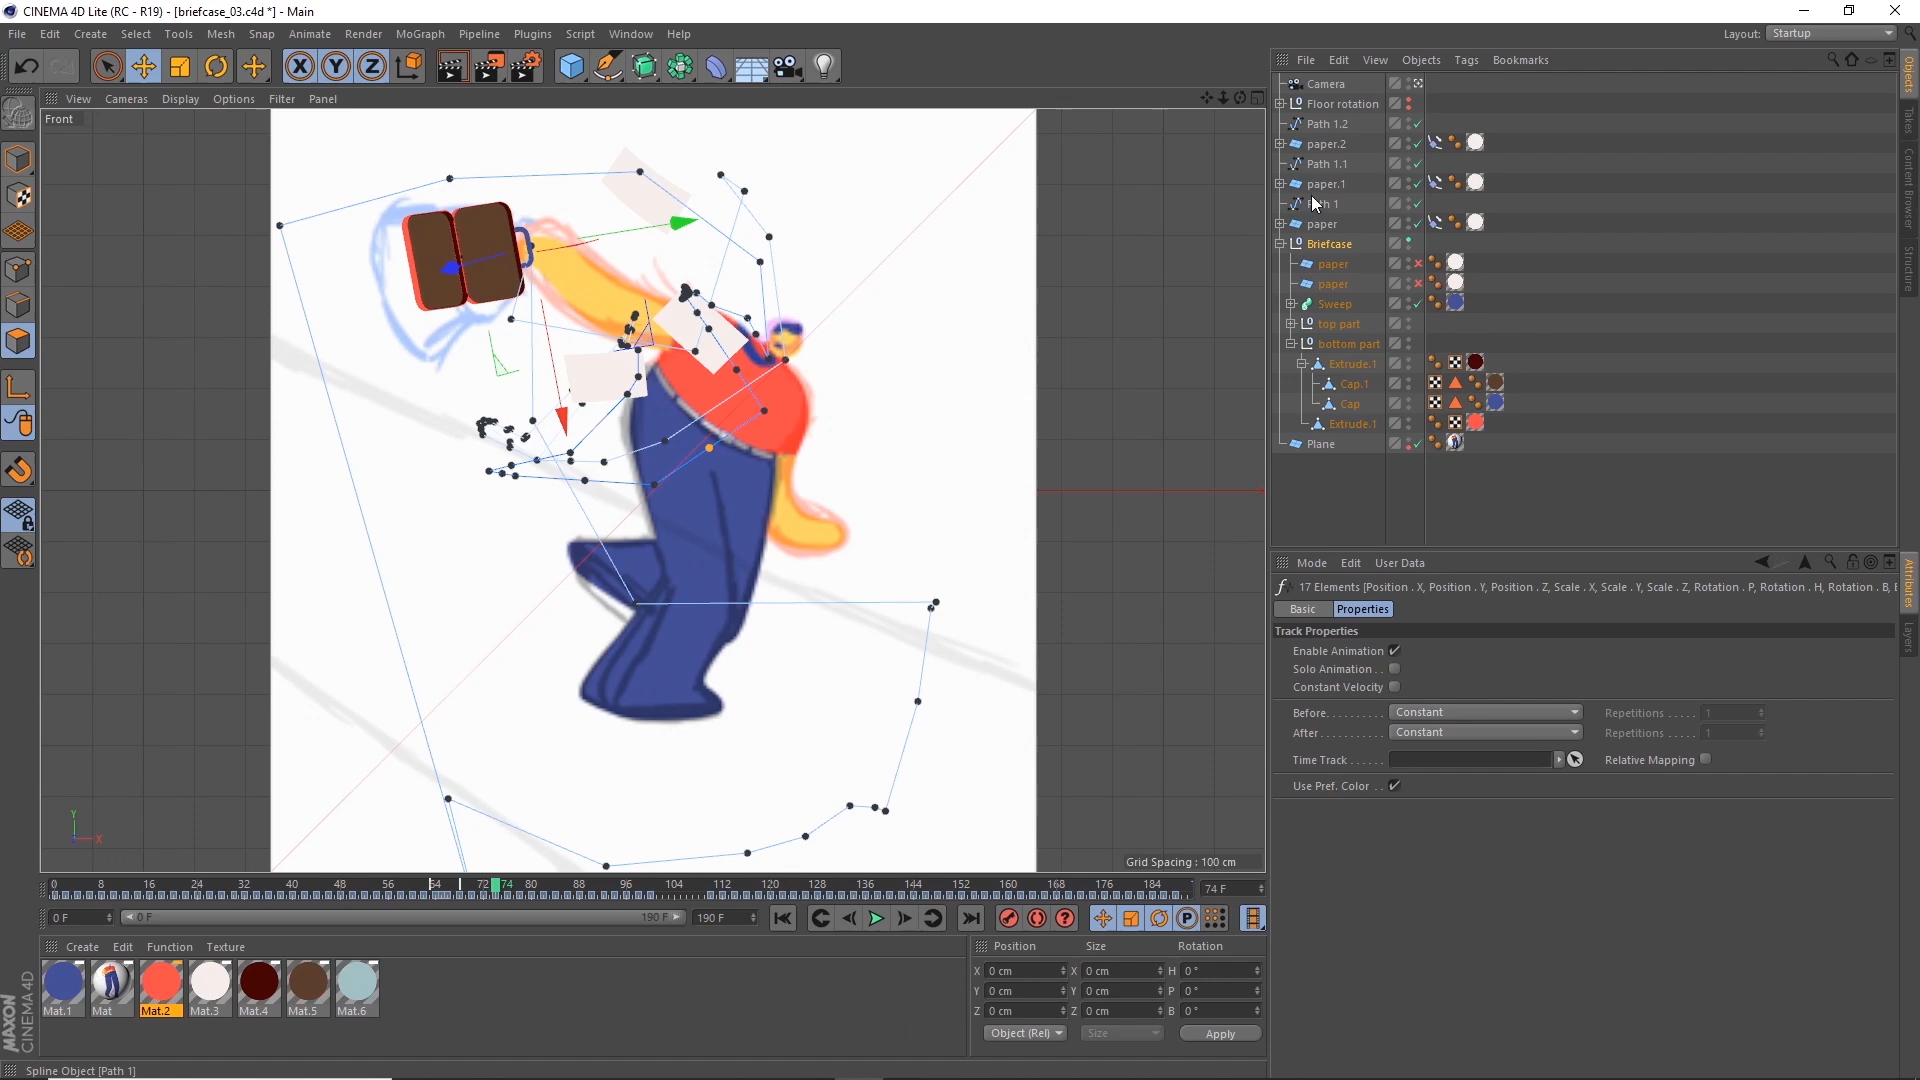 CINEMA 4D Lite (RC - R19) - [briefcase_03.c4d *] - Main
File Edit Create Select Tools Mesh Snap Animate Render MoGraph Pipeline Plugins Script Window Help
Layout: Startup
View Cameras Display Options Filter Panel
Front
Grid Spacing : 100 cm
Y
X
File Edit View Objects Tags Bookmarks
Camera
Floor rotation
Path 1.2
paper.2
Path 1.1
paper.1
Path 1
paper
Briefcase
paper
paper
Sweep
top part
bottom part
Extrude.1
Cap.1
Cap
Extrude.1
Plane
Objects
Takes
Content Browser
Structure
Mode Edit User Data
17 Elements [Position . X, Position . Y, Position . Z, Scale . X, Scale . Y, Scale . Z, Rotation . P, Rotation . H, Rotation . B,
Basic Properties
Track Properties
Enable Animation
Solo Animation . .
Constant Velocity
Before. . . . . . . . . . Constant Repetitions . . . . . 1
After . . . . . . . . . . . Constant Repetitions . . . . . 1
Time Track . . . . . . Relative Mapping
Use Pref. Color . .
Attributes
Layers
0 8 16 24 32 40 48 56 64 72 74 80 88 96 104 112 120 128 136 144 152 160 168 176 184 74 F
0 F 0 F 190 F 190 F
Create Edit Function Texture
Mat.1 Mat Mat.2 Mat.3 Mat.4 Mat.5 Mat.6
Position Size Rotation
X 0 cm X 0 cm H 0 °
Y 0 cm Y 0 cm P 0 °
Z 0 cm Z 0 cm B 0 °
Object (Rel) Size Apply
MAXON
CINEMA 4D
Spline Object [Path 1]